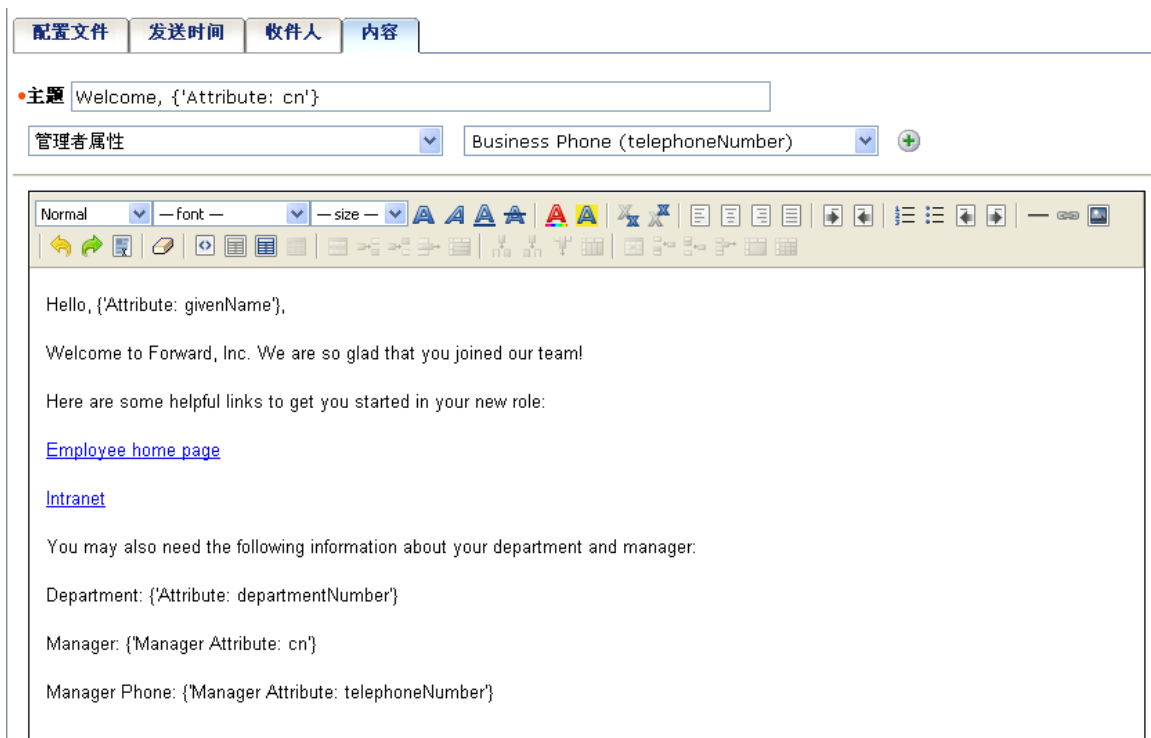 配置文件 发送时间 收件人 内容
•主题 Welcome, {'Attribute: cn'}
管理者属性 Business Phone (telephoneNumber)
Normal — font — — size —
Hello, {'Attribute: givenName'},
Welcome to Forward, Inc. We are so glad that you joined our team!
Here are some helpful links to get you started in your new role:
Employee home page
Intranet
You may also need the following information about your department and manager:
Department: {'Attribute: departmentNumber'}
Manager: {'Manager Attribute: cn'}
Manager Phone: {'Manager Attribute: telephoneNumber'}